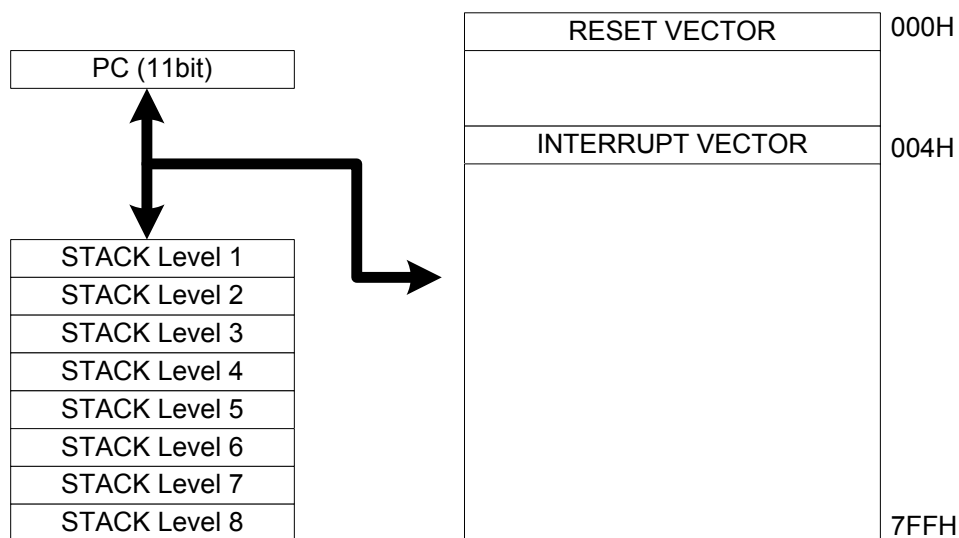 PC (11bit)
STACK Level 1
STACK Level 2
STACK Level 3
STACK Level 4
STACK Level 5
STACK Level 6
STACK Level 7
STACK Level 8
RESET VECTOR 000H
INTERRUPT VECTOR 004H
7FFH